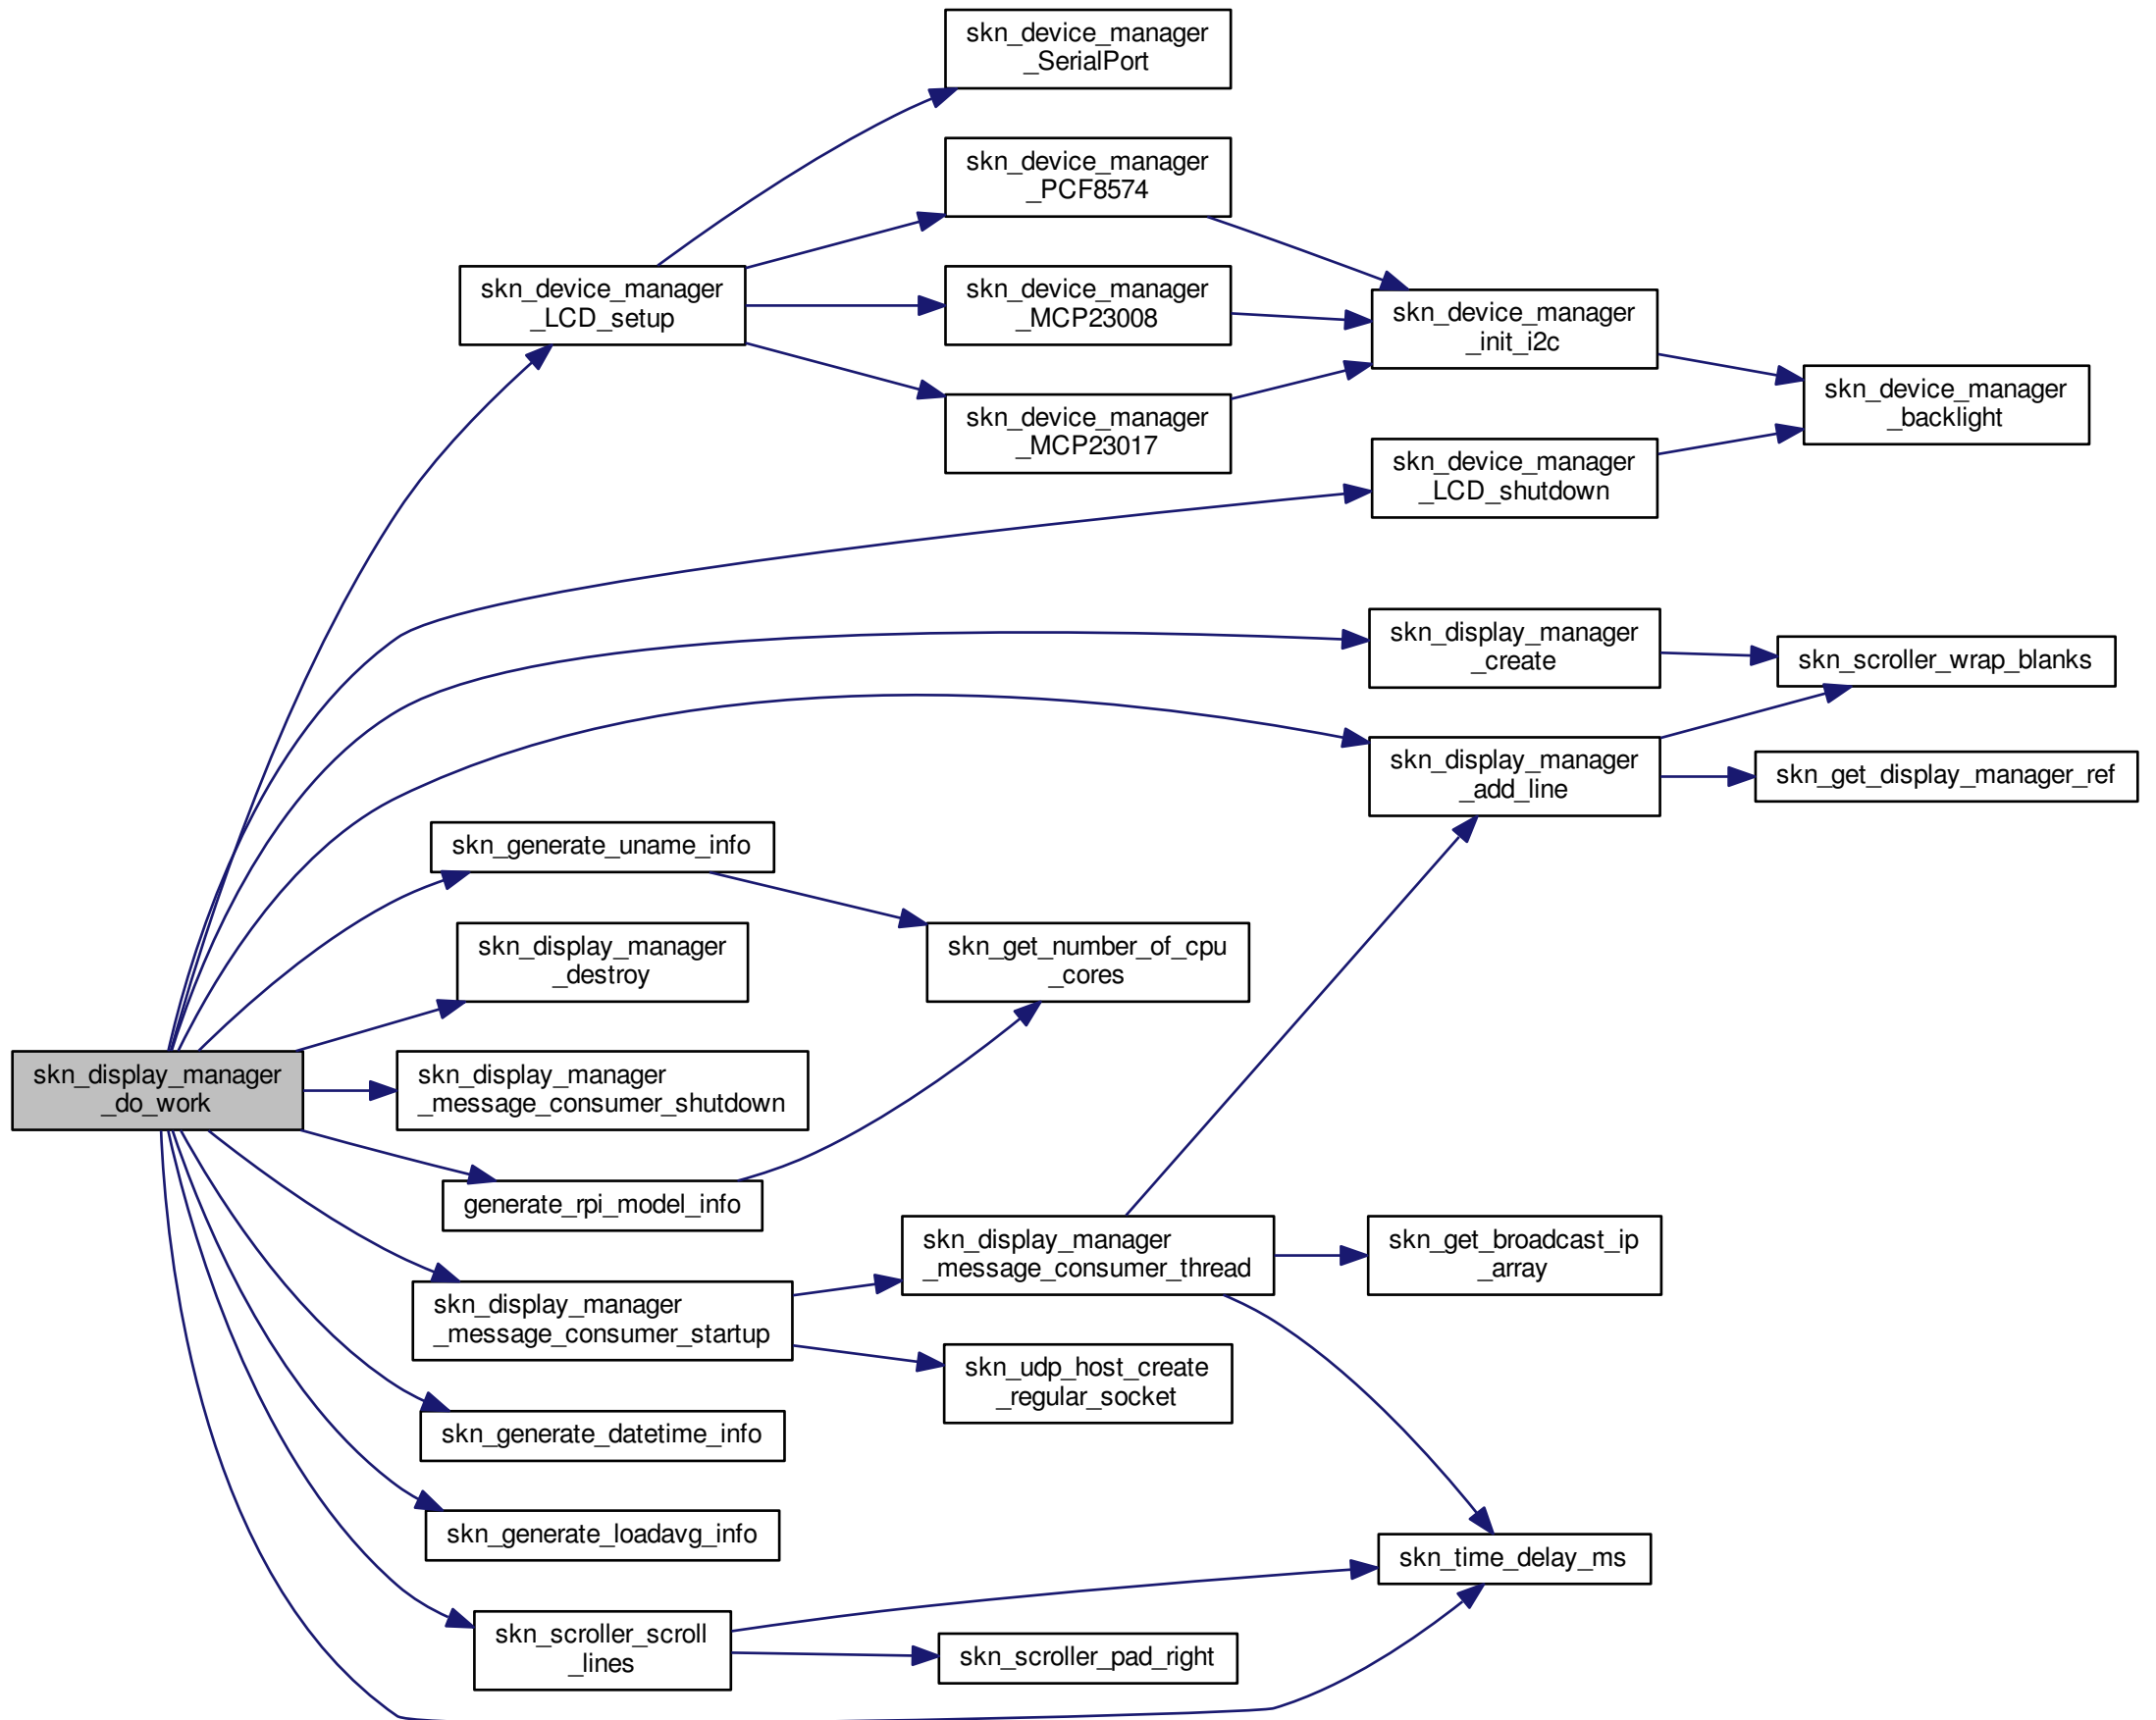 skn_device_manager
_SerialPort
skn_device_manager
_PCF8574
skn_device_manager
_LCD_setup
skn_device_manager
_MCP23008
skn_device_manager
_init_i2c
skn_device_manager
_backlight
skn_device_manager
_MCP23017
skn_device_manager
_LCD_shutdown
skn_display_manager
_create
skn_scroller_wrap_blanks
skn_display_manager
_add_line
skn_get_display_manager_ref
skn_generate_uname_info
skn_display_manager
_destroy
skn_get_number_of_cpu
_cores
skn_display_manager
_do_work
skn_display_manager
_message_consumer_shutdown
generate_rpi_model_info
skn_display_manager
_message_consumer_thread
skn_get_broadcast_ip
_array
skn_display_manager
_message_consumer_startup
skn_udp_host_create
_regular_socket
skn_generate_datetime_info
skn_generate_loadavg_info
skn_time_delay_ms
skn_scroller_scroll
_lines
skn_scroller_pad_right